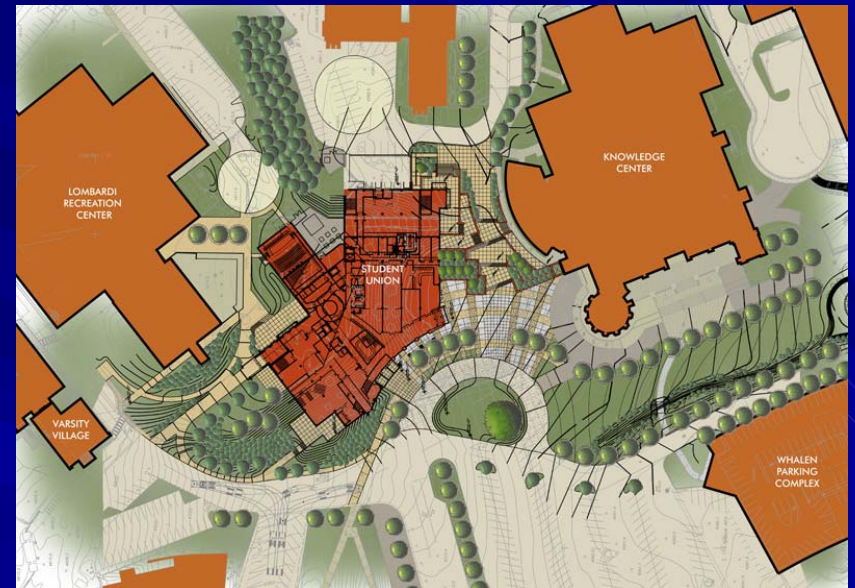 LOMBARDI
RECREATION
CENTER
KNOWLEDGE
CENTER
STUDENT
UNION
VARSITY
VILLAGE
WHALEN
PARKING
COMPLEX